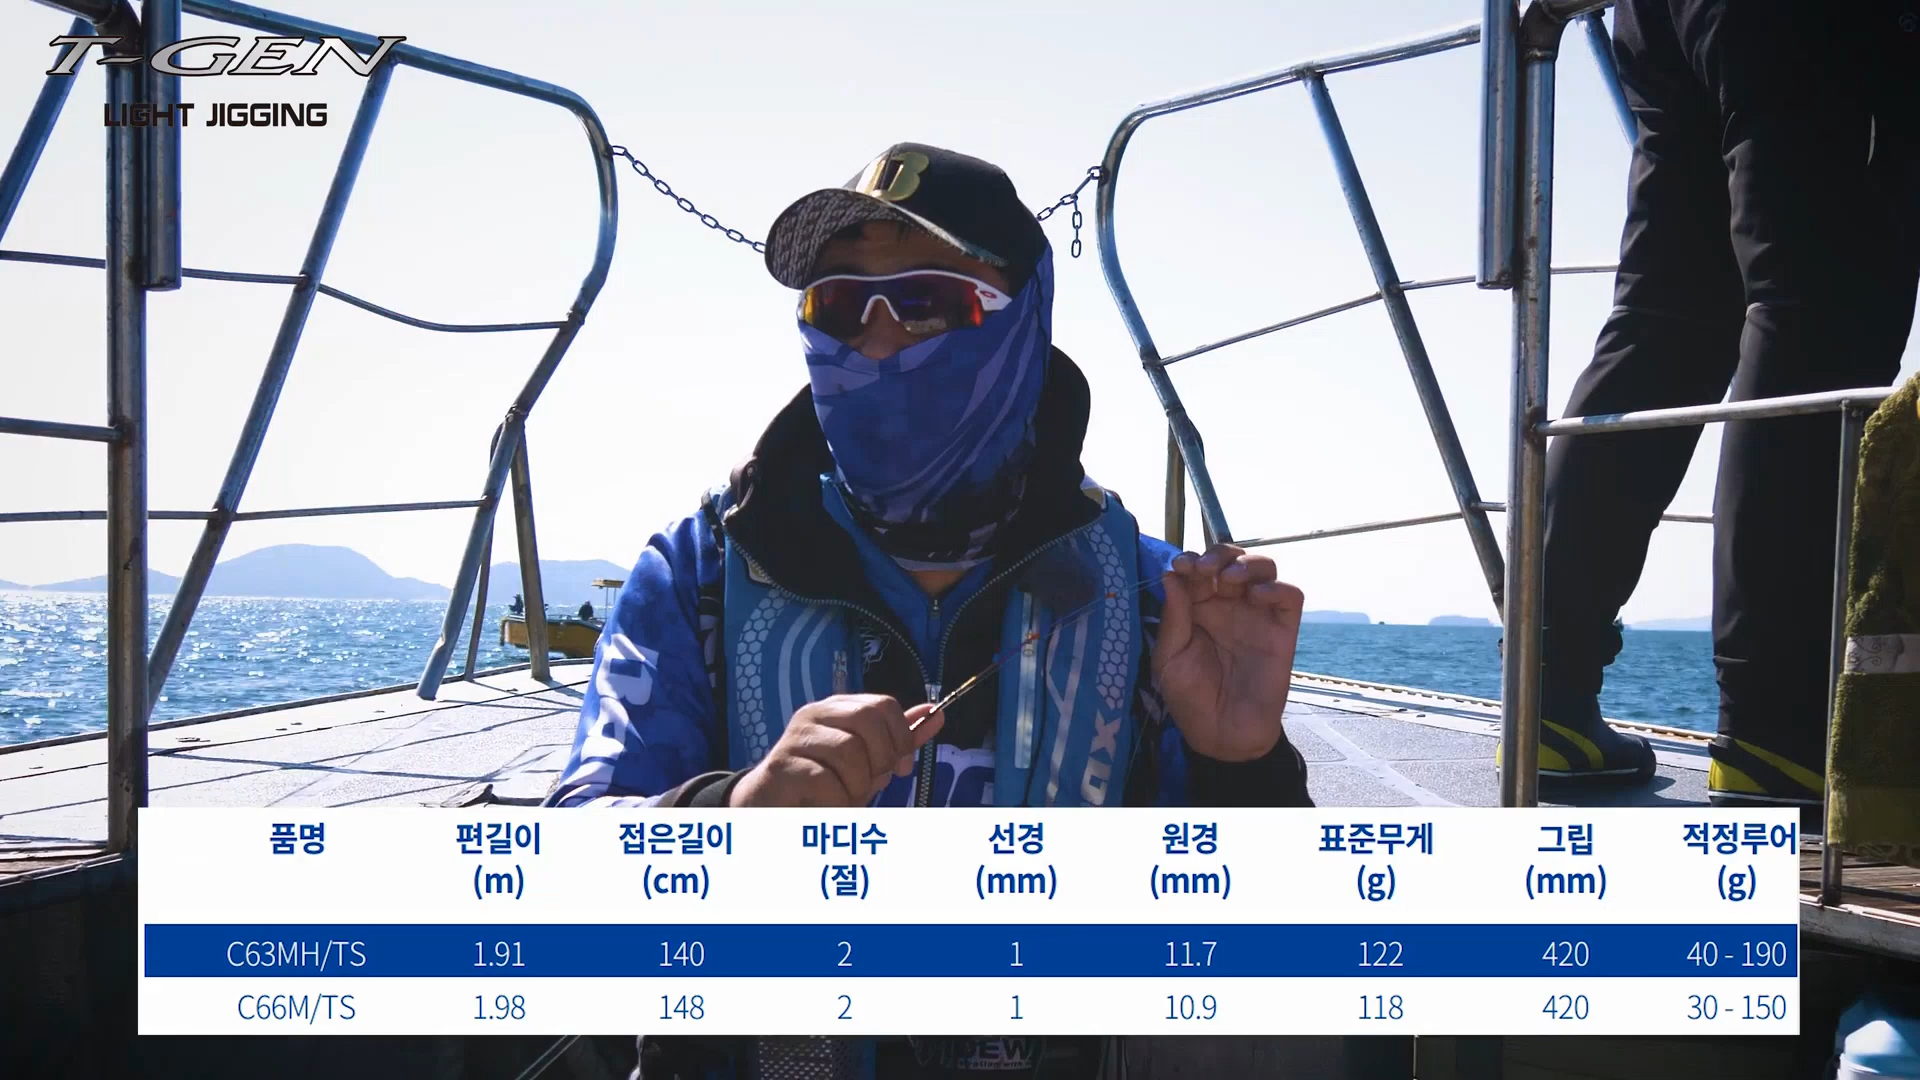 T-GEN
LIGHT JIGGING
B
품명 편길이 (m) 접은길이 (cm) 마디수 (절) 선경 (mm) 원경 (mm) 표준무게 (g) 그립 (mm) 적정루어 (g)
C63MH/TS 1.91 140 2 1 11.7 122 420 40 - 190
C66M/TS 1.98 148 2 1 10.9 118 420 30 - 150